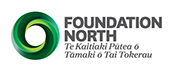 FOUNDATION
NORTH
Te Kaitiaki Pūtea ō
Tāmaki ō Tai Tokerau